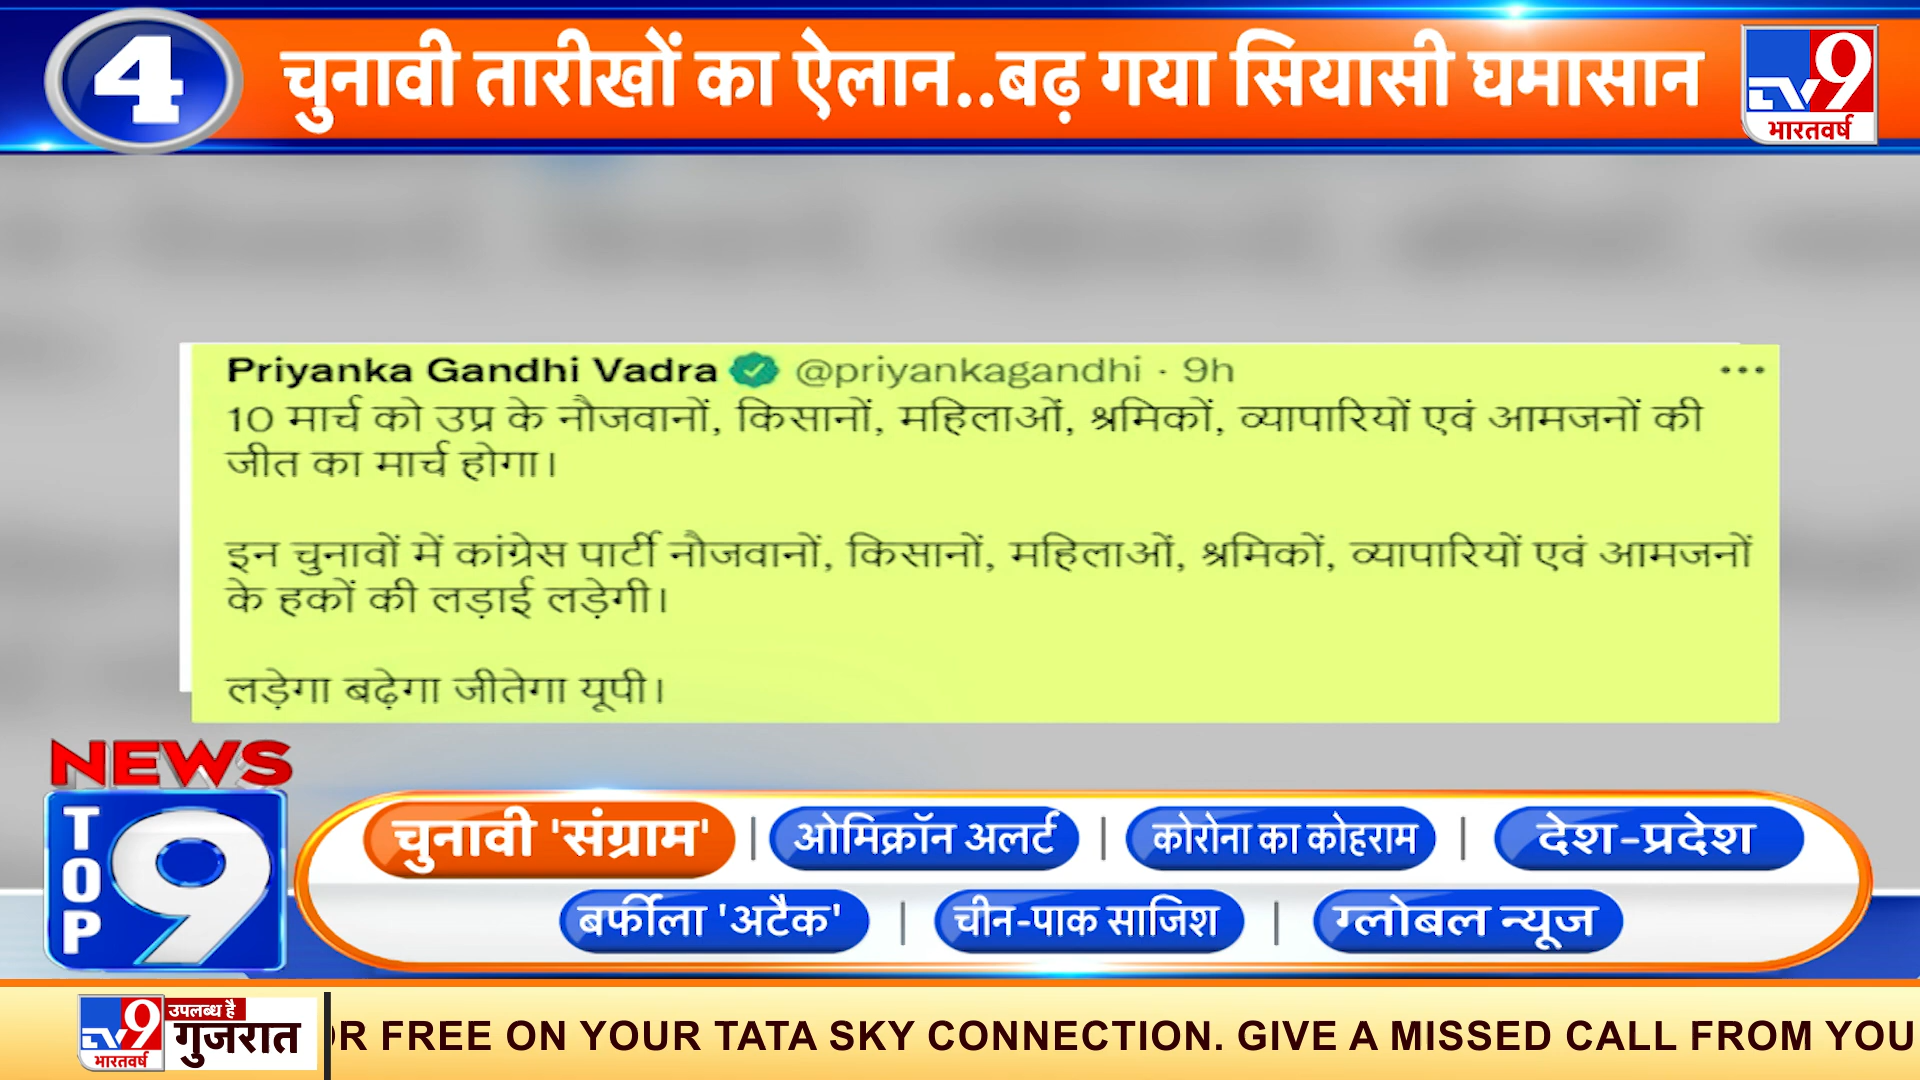 4
चुनावी तारीखों का ऐलान..बढ़ गया सियासी घमासान
TV9
भारतवर्ष
Priyanka Gandhi Vadra @priyankagandhi · 9h
10 मार्च को उप्र के नौजवानों, किसानों, महिलाओं, श्रमिकों, व्यापारियों एवं आमजनों की
जीत का मार्च होगा।
इन चुनावों में कांग्रेस पार्टी नौजवानों, किसानों, महिलाओं, श्रमिकों, व्यापारियों एवं आमजनों
के हकों की लड़ाई लड़ेगी।
लड़ेगा बढ़ेगा जीतेगा यूपी।
NEWS
TOP 9
चुनावी 'संग्राम' | ओमिक्रॉन अलर्ट | कोरोना का कोहराम | देश-प्रदेश
बर्फीला 'अटैक' | चीन-पाक साजिश | ग्लोबल न्यूज
TV9
भारतवर्ष
उपलब्ध है
गुजरात
R FREE ON YOUR TATA SKY CONNECTION. GIVE A MISSED CALL FROM YOU